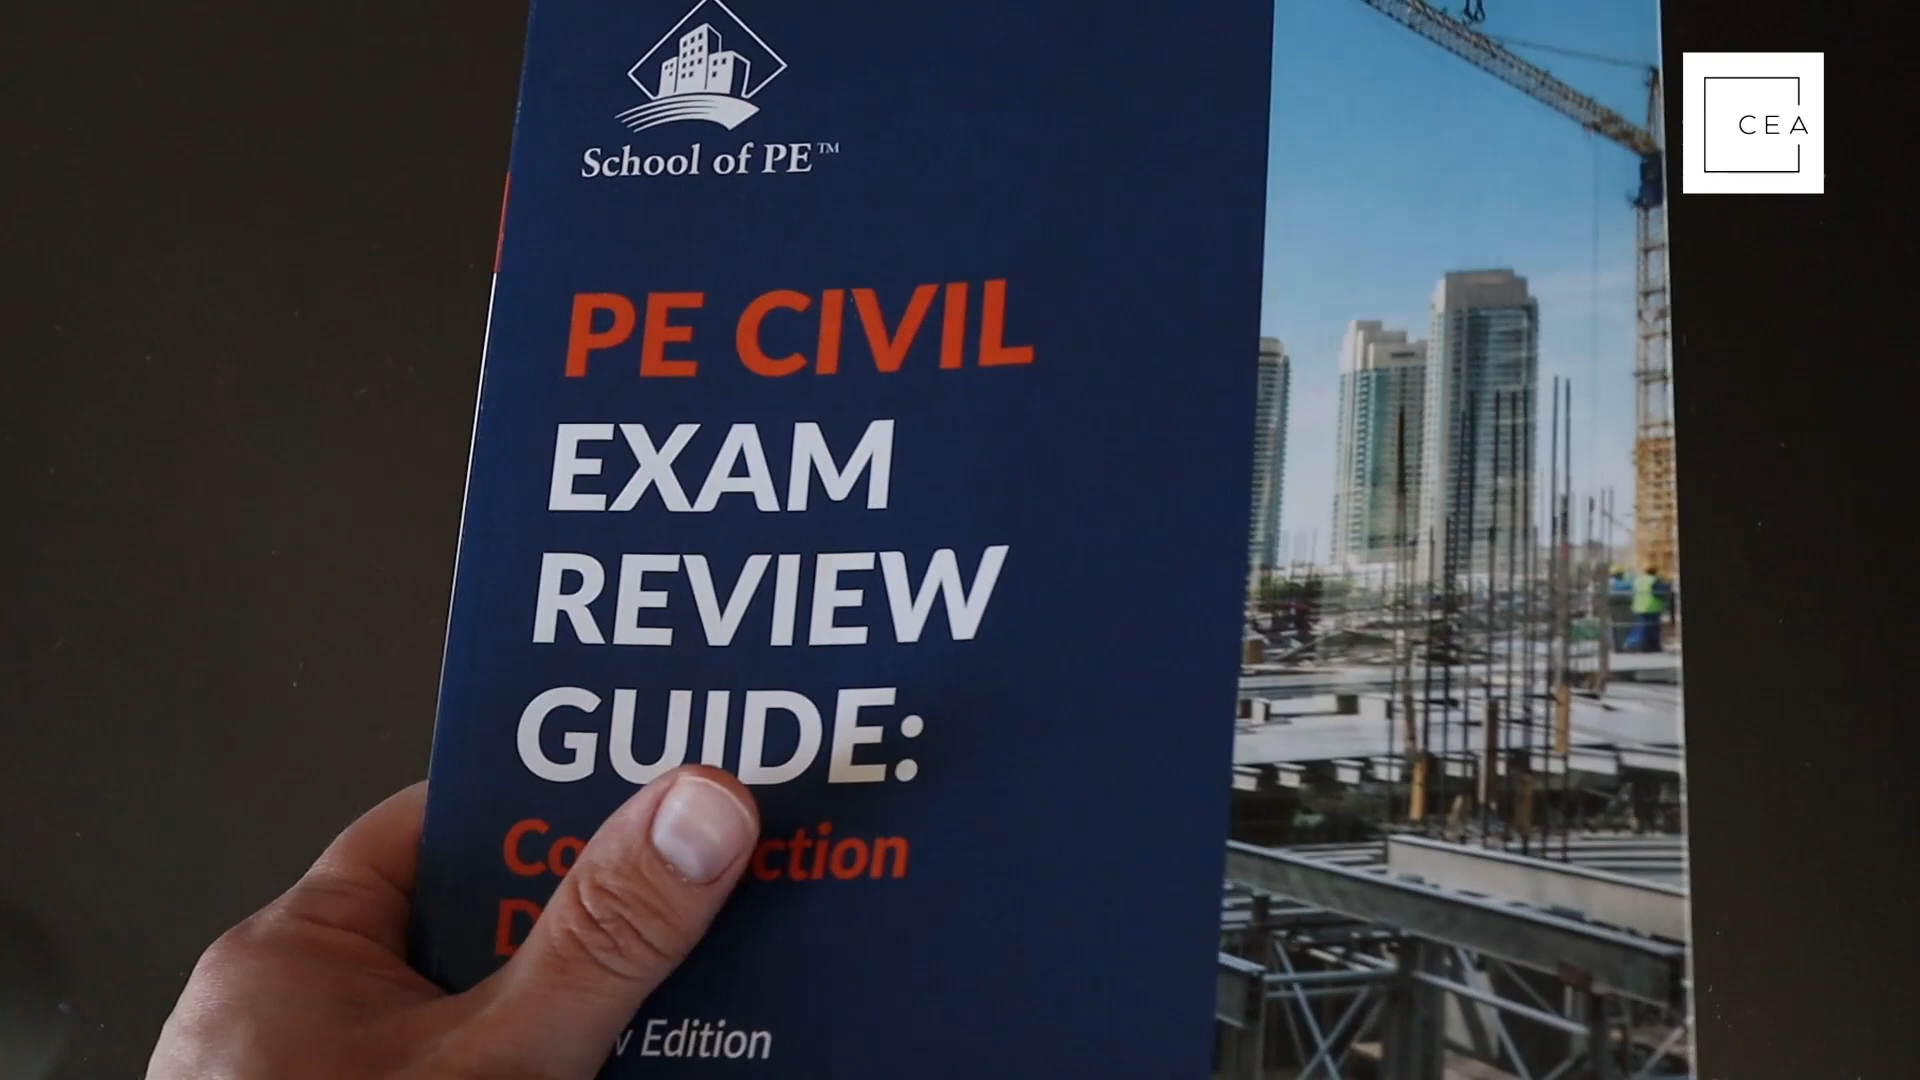 School of PE™
PE CIVIL
EXAM
REVIEW
GUIDE:
Edition
CEA